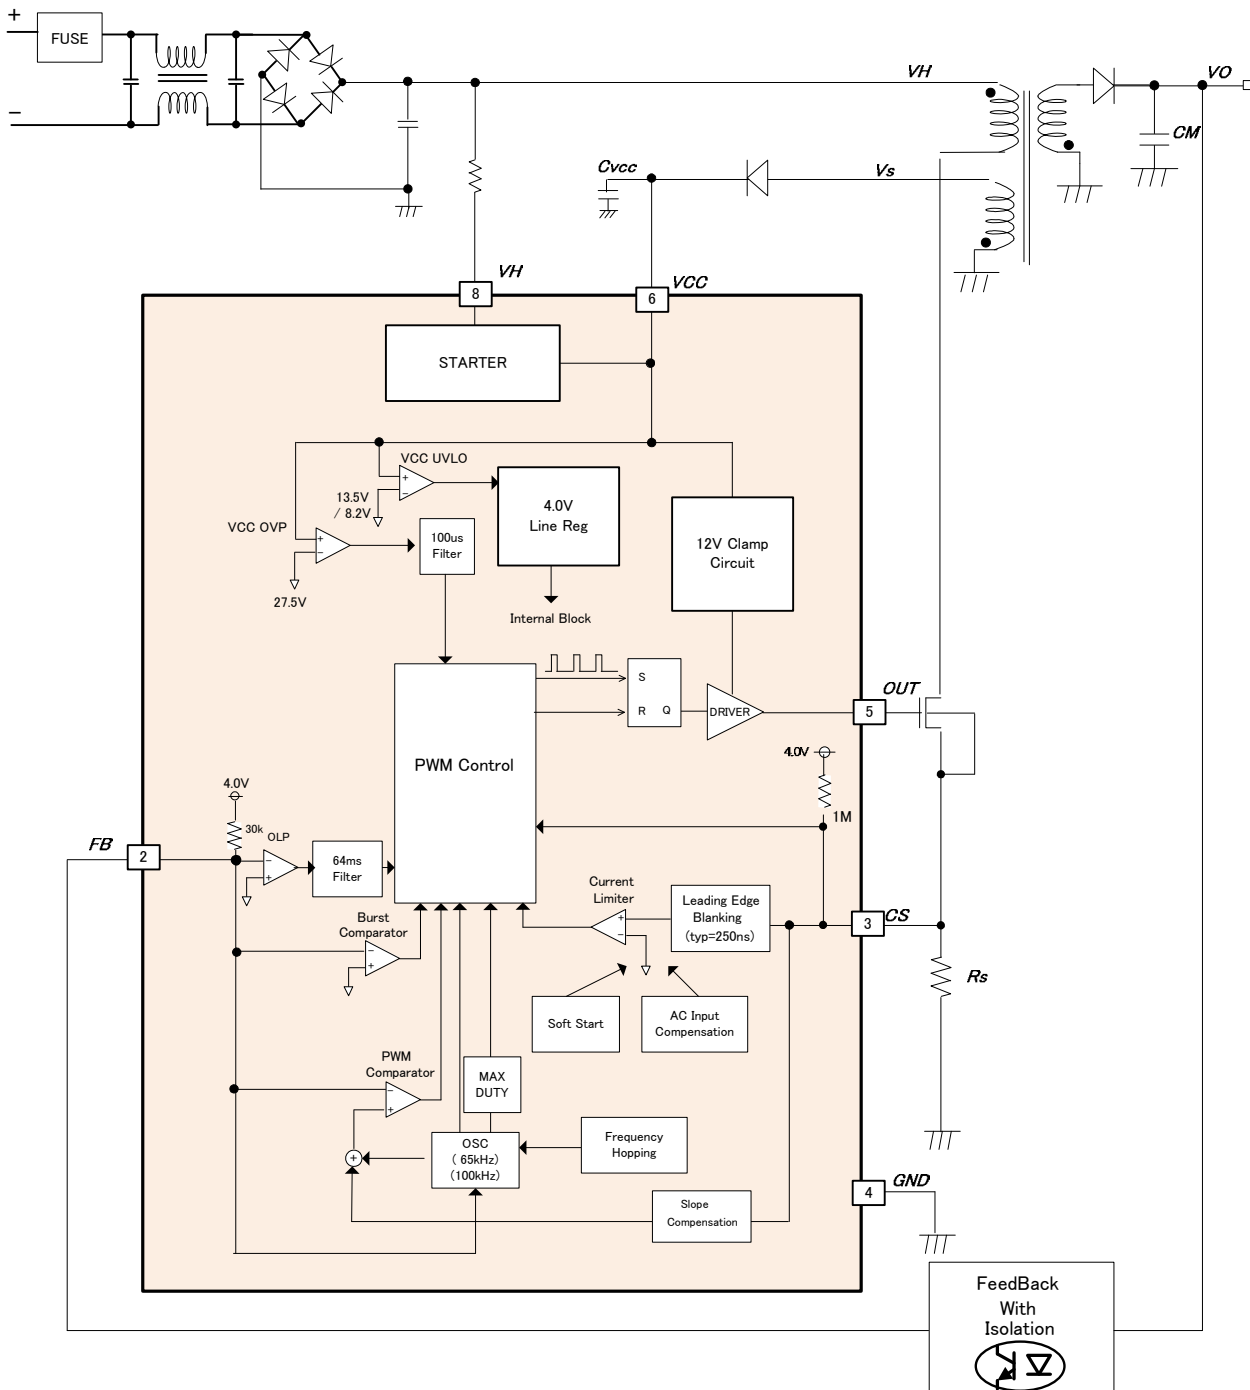 +
FUSE
−
VH
VO
CM
Cvcc
Vs
VH
8
VCC
6
STARTER
VCC UVLO
+
−
13.5V
/ 8.2V
4.0V
Line Reg
VCC OVP
+
−
27.5V
100us
Filter
12V Clamp
Circuit
Internal Block
S
R Q
DRIVER
OUT
5
PWM Control
4.0V
1M
4.0V
30k
OLP
−
+
FB
2
64ms
Filter
Current
Limiter
+
−
Leading Edge
Blanking
(typ=250ns)
CS
3
Burst
Comparator
−
+
Rs
Soft Start
AC Input
Compensation
PWM
Comparator
−
+
MAX
DUTY
+
OSC
( 65kHz)
(100kHz)
Frequency
Hopping
Slope
Compensation
4
GND
FeedBack
With
Isolation